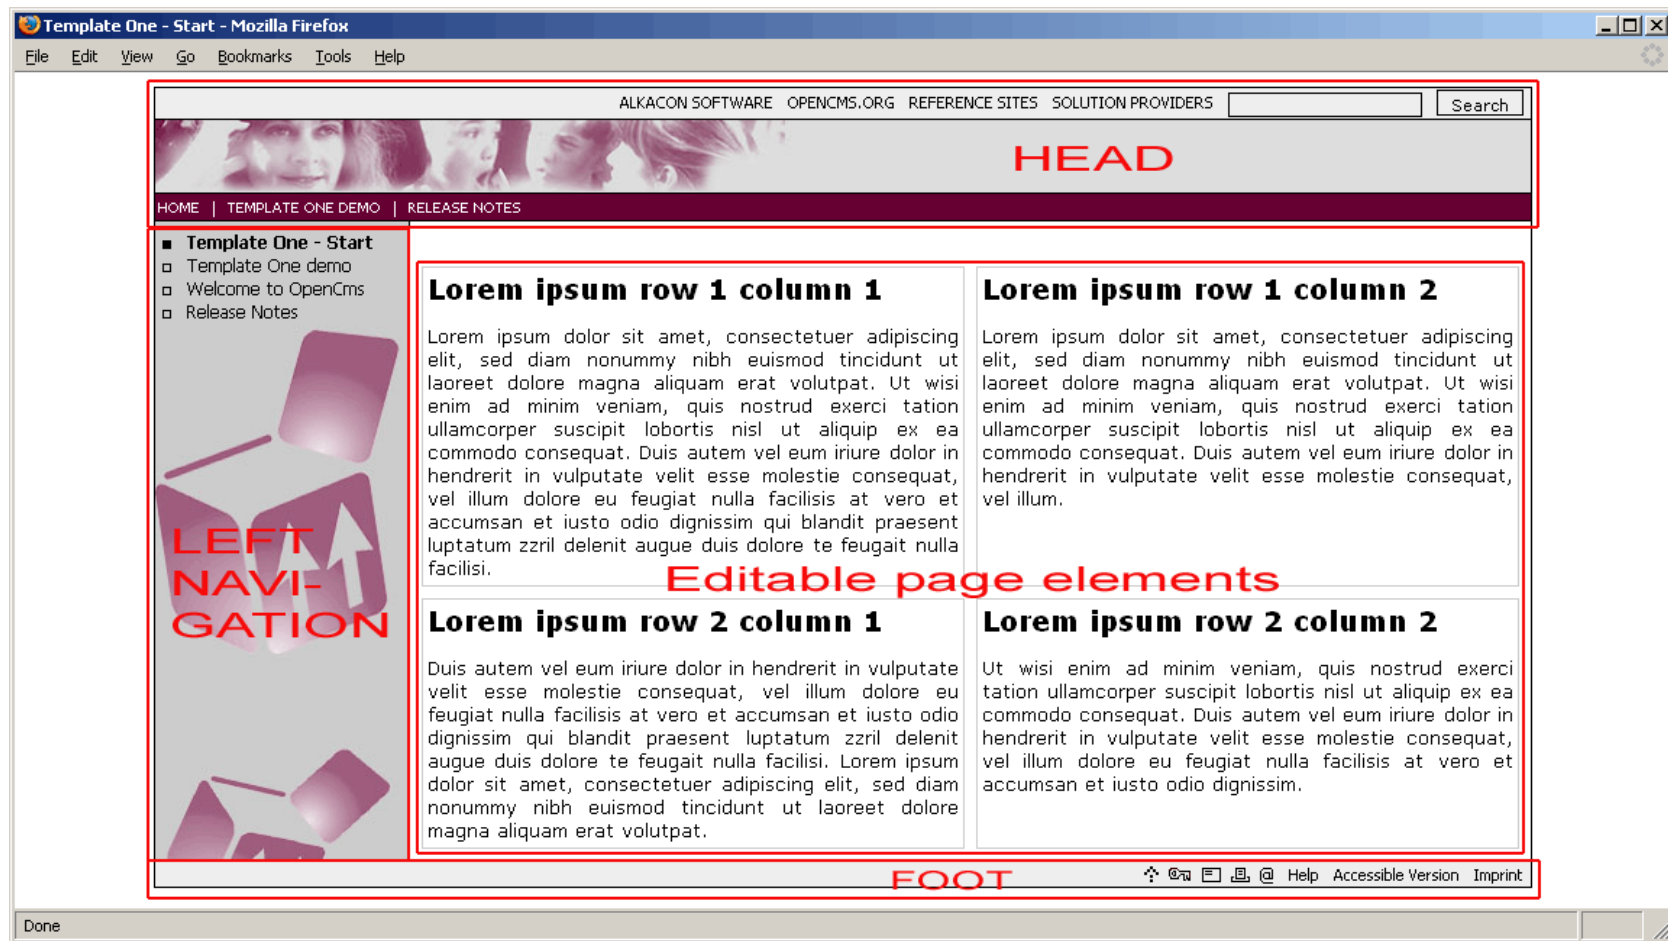 Template One - Start - Mozilla Firefox
File Edit View Go Bookmarks Tools Help
ALKACON SOFTWARE OPENCMS.ORG REFERENCE SITES SOLUTION PROVIDERS Search
HEAD
HOME | TEMPLATE ONE DEMO | RELEASE NOTES
Template One - Start
Template One demo
Welcome to OpenCms
Release Notes
LEFT
NAVI-
GATION
Lorem ipsum row 1 column 1
Lorem ipsum dolor sit amet, consectetuer adipiscing
elit, sed diam nonummy nibh euismod tincidunt ut
laoreet dolore magna aliquam erat volutpat. Ut wisi
enim ad minim veniam, quis nostrud exerci tation
ullamcorper suscipit lobortis nisl ut aliquip ex ea
commodo consequat. Duis autem vel eum iriure dolor in
hendrerit in vulputate velit esse molestie consequat,
vel illum dolore eu feugiat nulla facilisis at vero et
accumsan et iusto odio dignissim qui blandit praesent
luptatum zzril delenit augue duis dolore te feugait nulla
facilisi.
Lorem ipsum row 1 column 2
Lorem ipsum dolor sit amet, consectetuer adipiscing
elit, sed diam nonummy nibh euismod tincidunt ut
laoreet dolore magna aliquam erat volutpat. Ut wisi
enim ad minim veniam, quis nostrud exerci tation
ullamcorper suscipit lobortis nisl ut aliquip ex ea
commodo consequat. Duis autem vel eum iriure dolor in
hendrerit in vulputate velit esse molestie consequat,
vel illum.
Editable page elements
Lorem ipsum row 2 column 1
Duis autem vel eum iriure dolor in hendrerit in vulputate
velit esse molestie consequat, vel illum dolore eu
feugiat nulla facilisis at vero et accumsan et iusto odio
dignissim qui blandit praesent luptatum zzril delenit
augue duis dolore te feugait nulla facilisi. Lorem ipsum
dolor sit amet, consectetuer adipiscing elit, sed diam
nonummy nibh euismod tincidunt ut laoreet dolore
magna aliquam erat volutpat.
Lorem ipsum row 2 column 2
Ut wisi enim ad minim veniam, quis nostrud exerci
tation ullamcorper suscipit lobortis nisl ut aliquip ex ea
commodo consequat. Duis autem vel eum iriure dolor in
hendrerit in vulputate velit esse molestie consequat,
vel illum dolore eu feugiat nulla facilisis at vero et
accumsan et iusto odio dignissim.
FOOT
@ Help Accessible Version Imprint
Done